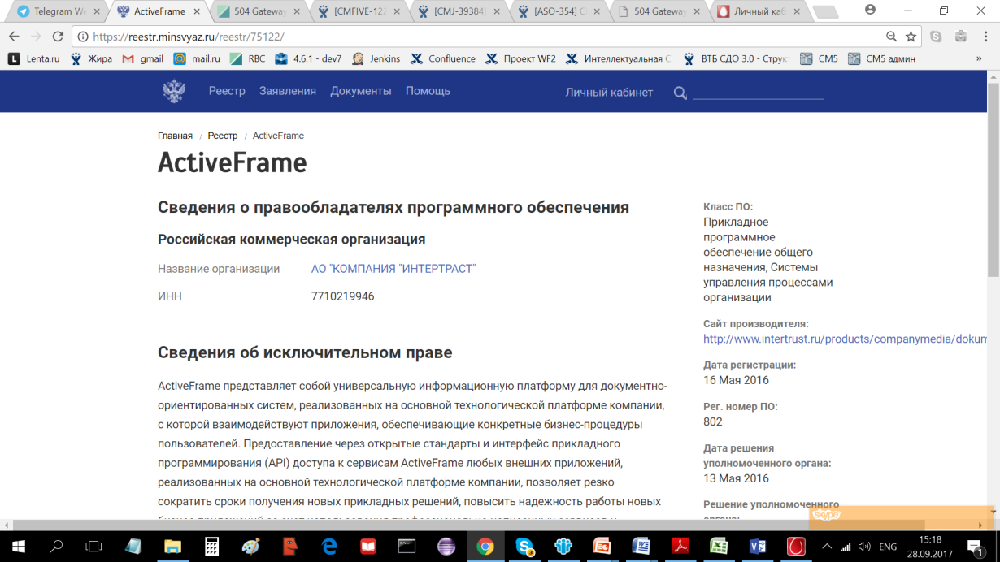 Telegram We
ActiveFrame
504 Gateway
[CMFIVE-122
[CMJ-39384]
[ASO-354] C
504 Gateway
Личный каб
https://reestr.minsvyaz.ru/reestr/75122/
Lenta.ru
Жира
gmail
mail.ru
RBC
4.6.1 - dev7
Jenkins
Confluence
Проект WF2
Интеллектуальная С
ВТБ СДО 3.0 - Структ
CM5
CM5 админ
»
Реестр Заявления Документы Помощь Личный кабинет
Главная / Реестр / ActiveFrame
ActiveFrame
Сведения о правообладателях программного обеспечения
Российская коммерческая организация
Название организации АО "КОМПАНИЯ "ИНТЕРТРАСТ"
ИНН 7710219946
Сведения об исключительном праве
ActiveFrame представляет собой универсальную информационную платформу для документно-
ориентированных систем, реализованных на основной технологической платформе компании,
с которой взаимодействуют приложения, обеспечивающие конкретные бизнес-процедуры
пользователей. Предоставление через открытые стандарты и интерфейс прикладного
программирования (API) доступа к сервисам ActiveFrame любых внешних приложений,
реализованных на основной технологической платформе компании, позволяет резко
сократить сроки получения новых прикладных решений, повысить надежность работы новых
Класс ПО:
Прикладное
программное
обеспечение общего
назначения, Системы
управления процессами
организации
Сайт производителя:
http://www.intertrust.ru/products/companymedia/dokum
Дата регистрации:
16 Мая 2016
Рег. номер ПО:
802
Дата решения
уполномоченного органа:
13 Мая 2016
Решение уполномоченного
skype
ENG
15:18
28.09.2017